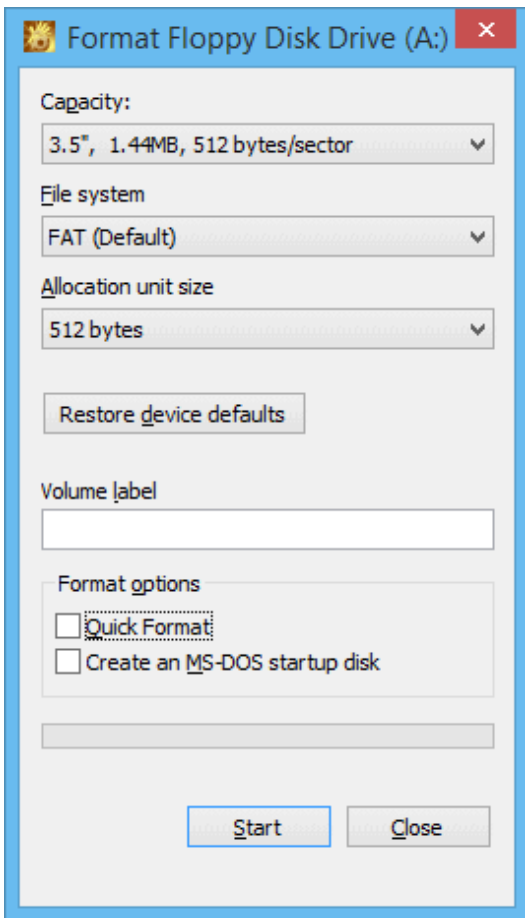 Format Floppy Disk Drive (A:)
Capacity:
3.5", 1.44MB, 512 bytes/sector
File system
FAT (Default)
Allocation unit size
512 bytes
Restore device defaults
Volume label
Format options
Quick Format
Create an MS-DOS startup disk
Start Close